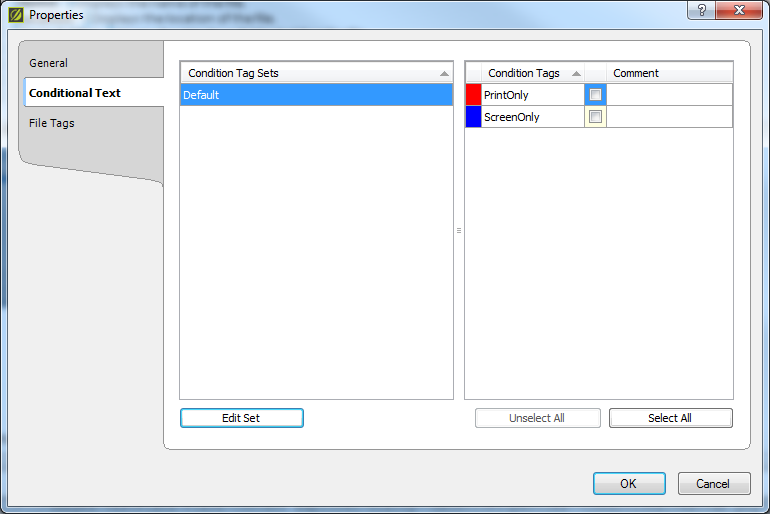 Properties
?
General
Conditional Text
File Tags
Condition Tag Sets
Default
Condition Tags Comment
PrintOnly
ScreenOnly
Edit Set
Unselect All Select All
OK Cancel